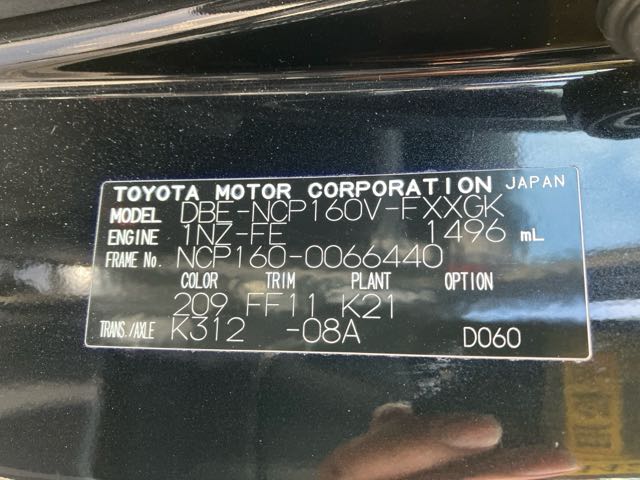 TOYOTA MOTOR CORPORATION JAPAN
MODEL DBE-NCP160V-FXXGK
ENGINE 1NZ-FE 1496 mL
FRAME No. NCP160-0066440
COLOR TRIM PLANT OPTION
209 FF11 K21
TRANS./AXLE K312 -08A D060